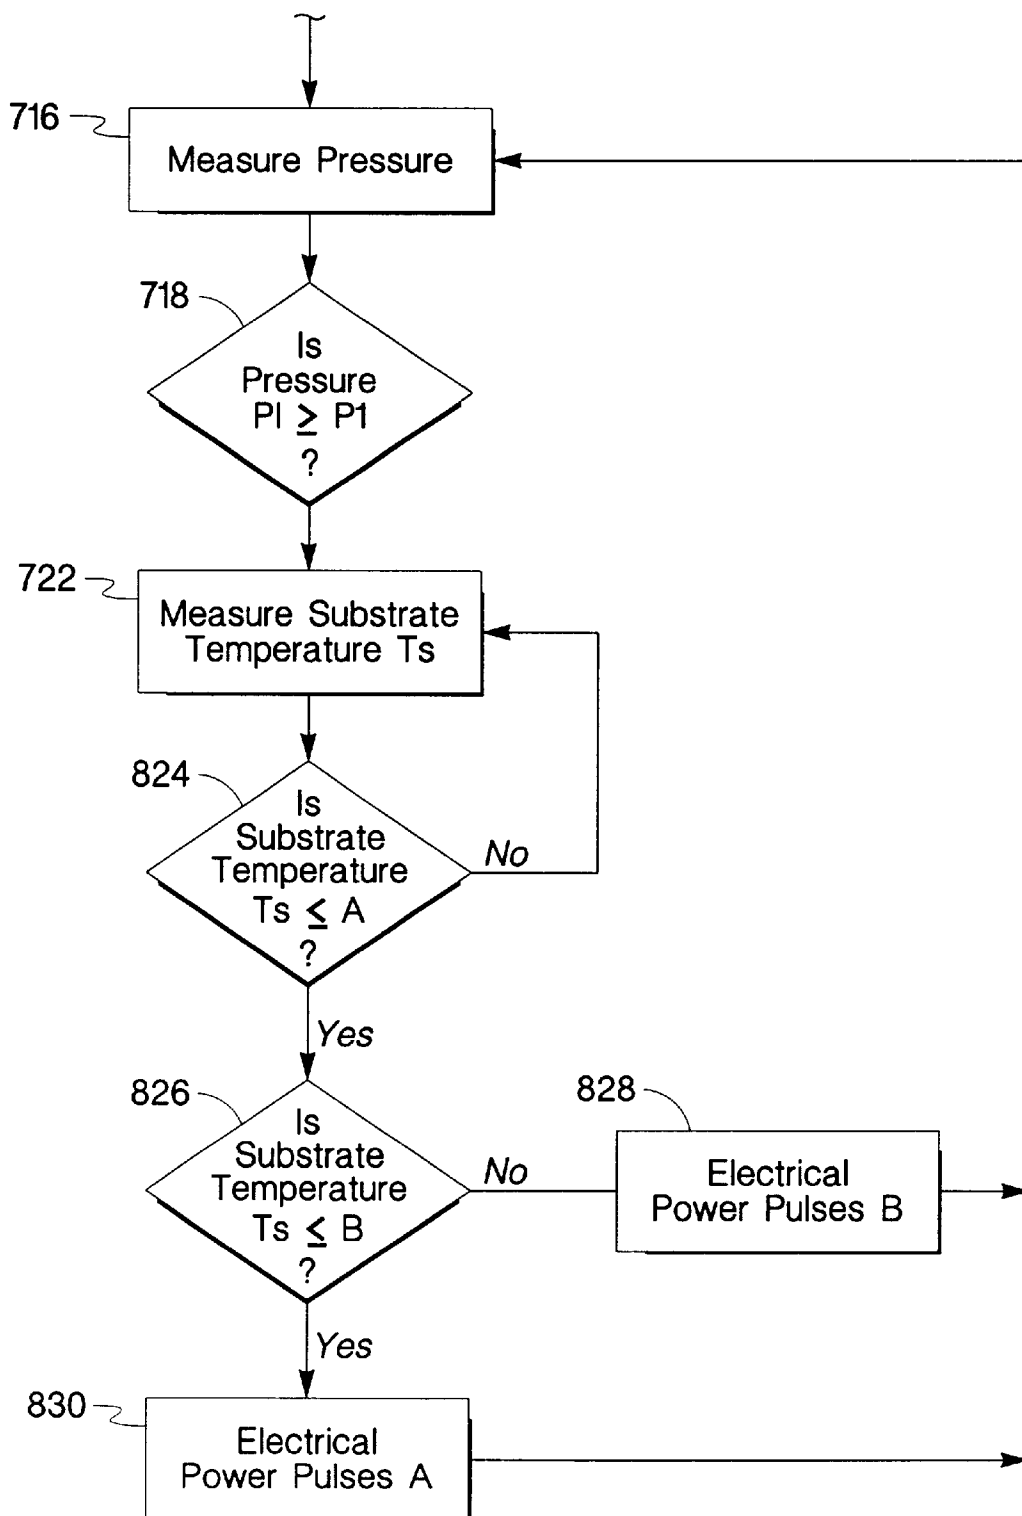 716
Measure Pressure
718
Is
Pressure
PI ≥ P1
?
722
Measure Substrate
Temperature Ts
824
Is
Substrate
Temperature
Ts ≤ A
?
No
Yes
826
Is
Substrate
Temperature
Ts ≤ B
?
No
828
Electrical
Power Pulses B
Yes
830
Electrical
Power Pulses A